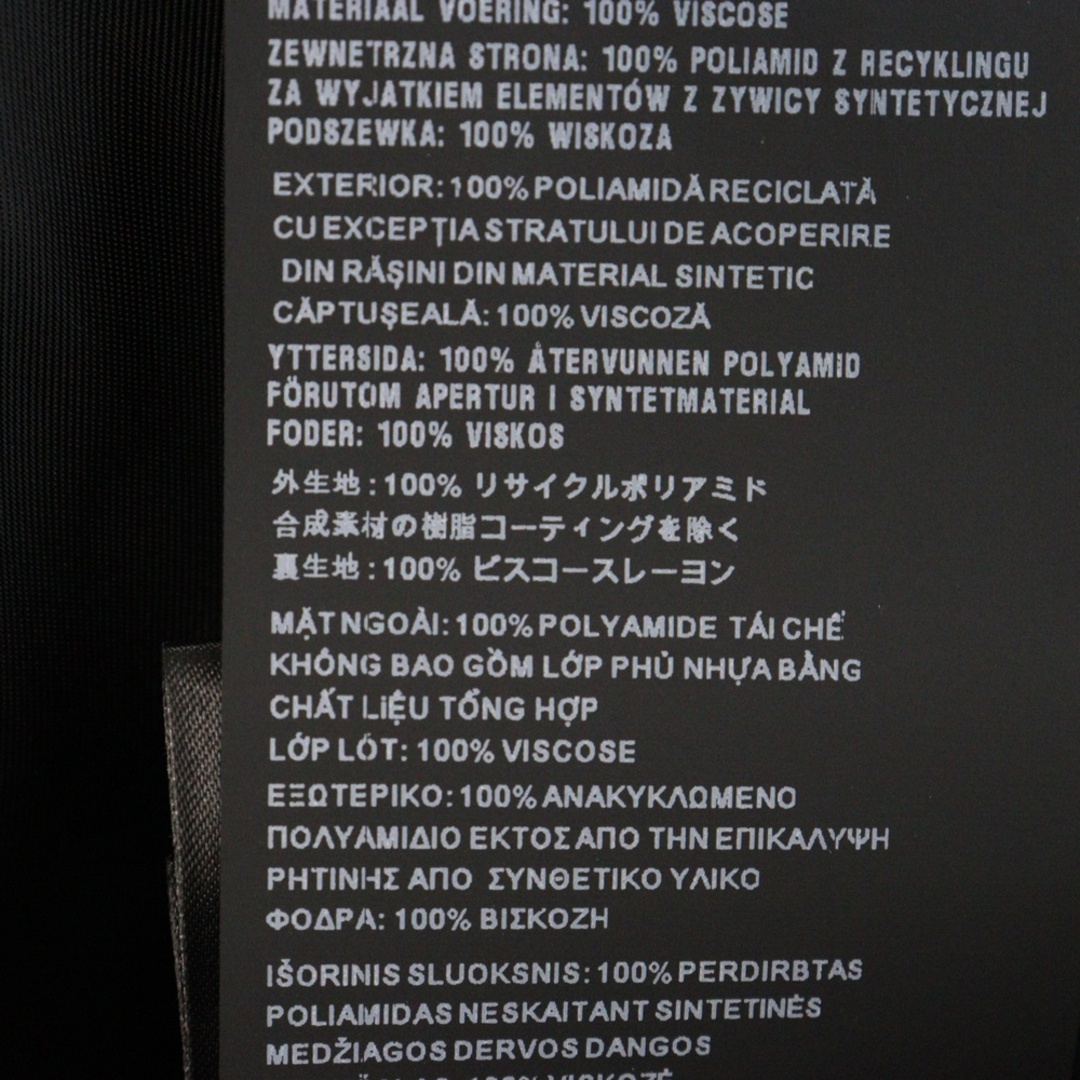 MATERIAAL VOERING: 100% VISCOSE
ZEWNETRZNA STRONA: 100% POLIAMID Z RECYKLINGU
ZA WYJATKIEM ELEMENTÓW Z ZYWICY SYNTETYCZNEJ
PODSZEWKA: 100% WISKOZA
EXTERIOR: 100% POLIAMIDĂ RECICLATĂ
CU EXCEPȚIA STRATULUI DE ACOPERIRE
DIN RĂȘINI DIN MATERIAL SINTETIC
CĂPTUȘEALĂ: 100% VISCOZĂ
YTTERSIDA: 100% ÅTERVUNNEN POLYAMID
FÖRUTOM APERTUR I SYNTETMATERIAL
FODER: 100% VISKOS
外生地 : 100% リサイクルポリアミド
合成素材の樹脂コーティングを除く
裏生地 : 100% ビスコースレーヨン
MẶT NGOÀI: 100% POLYAMIDE TÁI CHẾ
KHÔNG BAO GỒM LỚP PHỦ NHỰA BẰNG
CHẤT LIỆU TỔNG HỢP
LỚP LÓT: 100% VISCOSE
ΕΞΩΤΕΡΙΚΟ: 100% ΑΝΑΚΥΚΛΩΜΕΝΟ
ΠΟΛΥΑΜΙΔΙΟ ΕΚΤΟΣ ΑΠΟ ΤΗΝ ΕΠΙΚΑΛΥΨΗ
ΡΗΤΙΝΗΣ ΑΠΟ ΣΥΝΘΕΤΙΚΟ ΥΛΙΚΟ
ΦΟΔΡΑ: 100% ΒΙΣΚΟΖΗ
IŠORINIS SLUOKSNIS: 100% PERDIRBTAS
POLIAMIDAS NESKAITANT SINTETINĖS
MEDŽIAGOS DERVOS DANGOS
100% VISKOZĖ